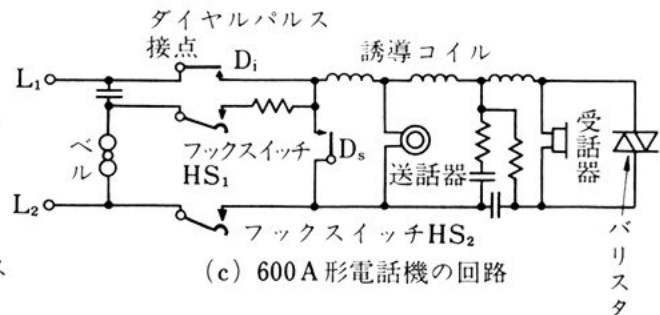 ダイヤルパルス
接点
Di
誘導コイル
L1
ベル
フックスイッチ
HS1
Ds
送話器
受話器
L2
フックスイッチHS2
バリスタ
ス
(c) 600A形電話機の回路